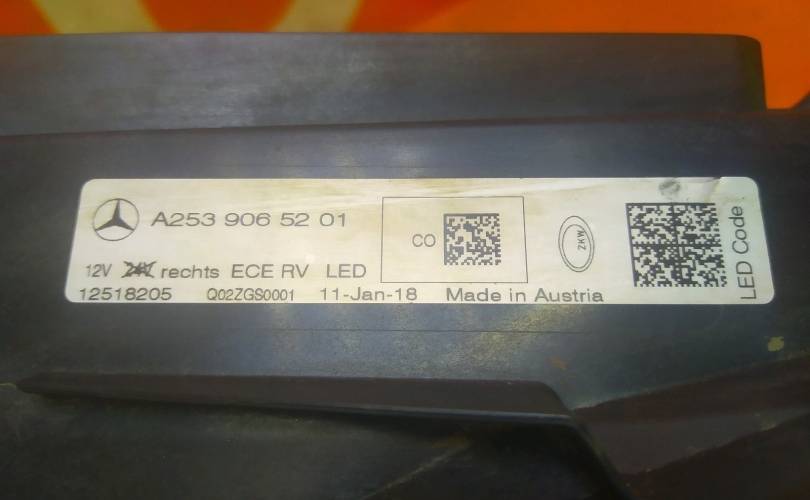 A253 906 52 01
CO
ZKW
12V 24V rechts ECE RV LED
12518205 Q02ZGS0001 11-Jan-18 Made in Austria
LED Code